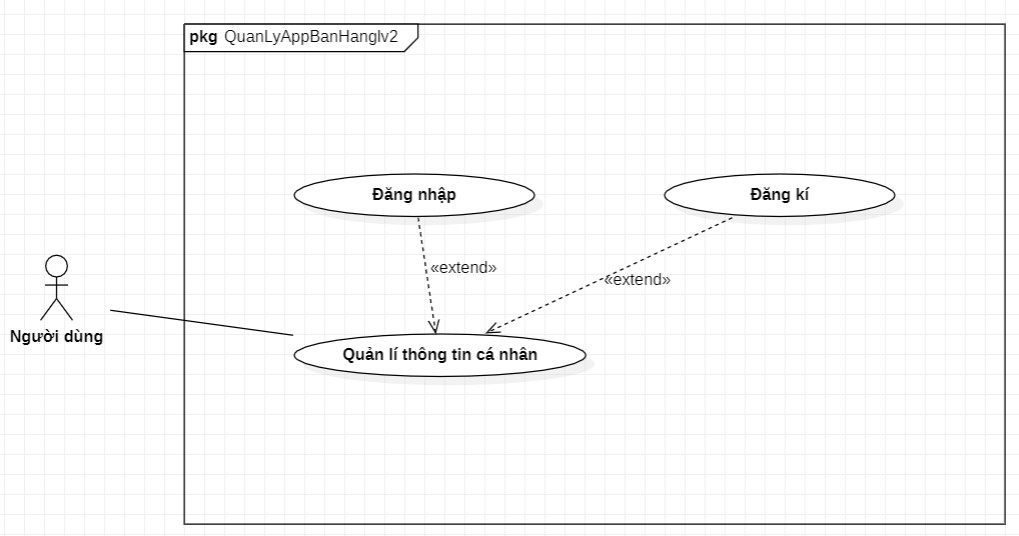 pkg QuanLyAppBanHanglv2
Đăng nhập
Đăng kí
«extend»
«extend»
Người dùng
Quản lí thông tin cá nhân